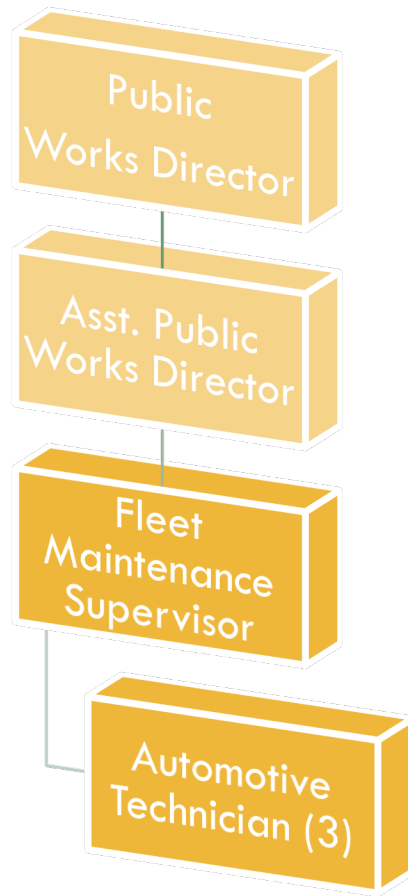 Public
Works Director
Asst. Public
Works Director
Fleet
Maintenance
Supervisor
Automotive
Technician (3)